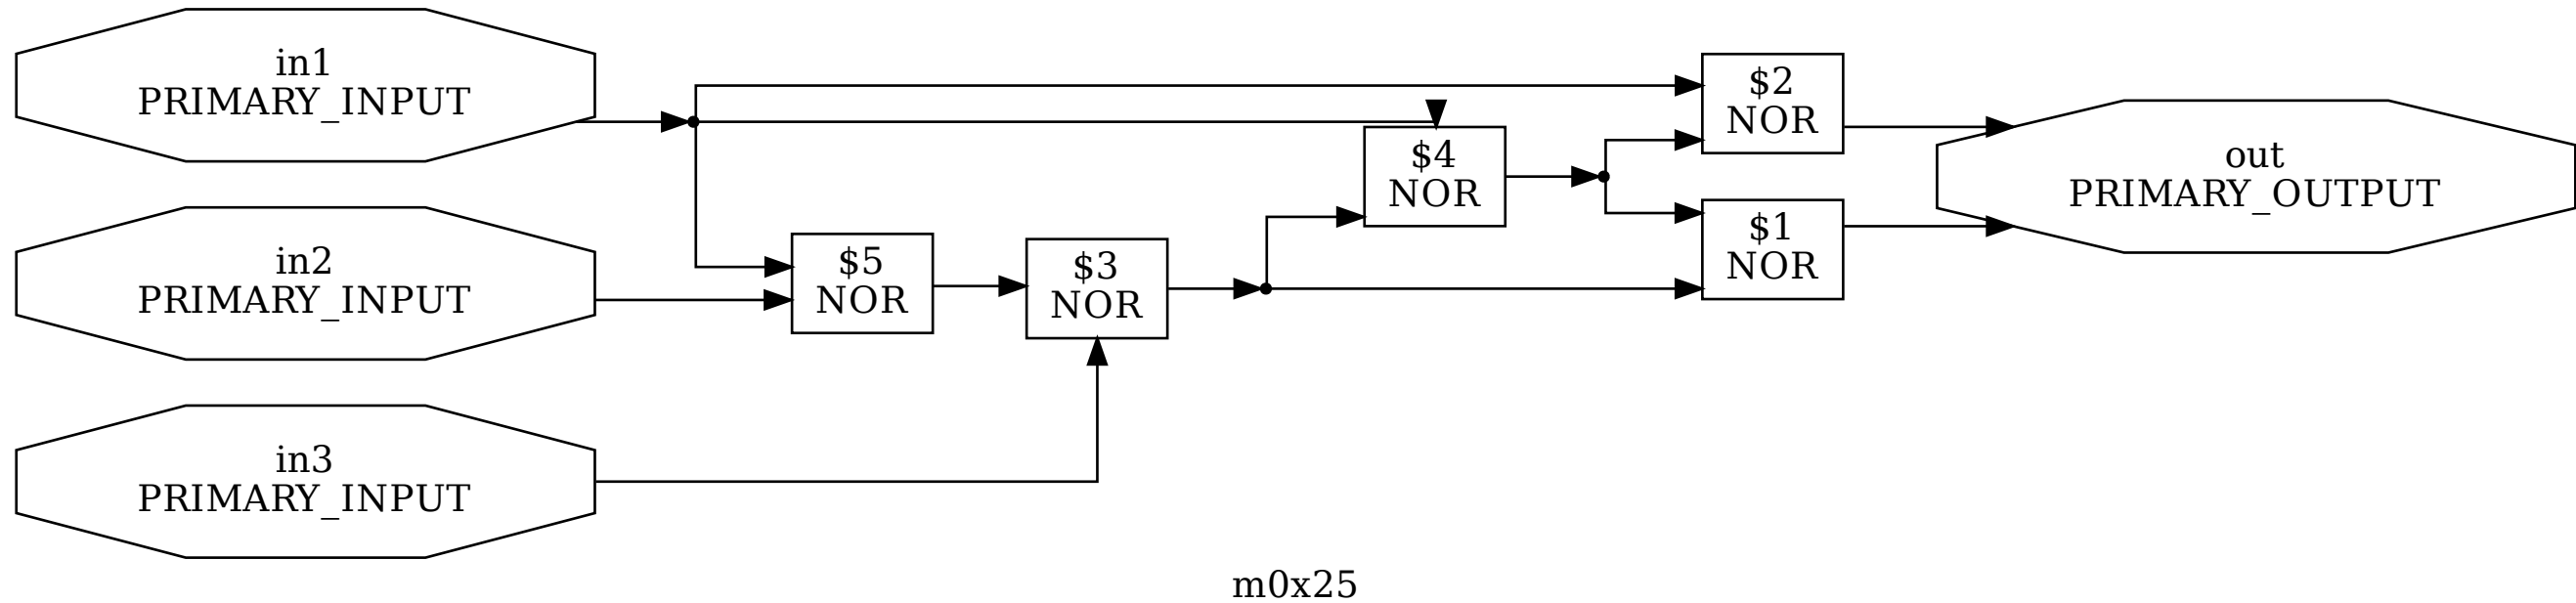 in1
PRIMARY_INPUT
in2
PRIMARY_INPUT
in3
PRIMARY_INPUT
$5
NOR
$3
NOR
$4
NOR
$2
NOR
$1
NOR
out
PRIMARY_OUTPUT
m0x25